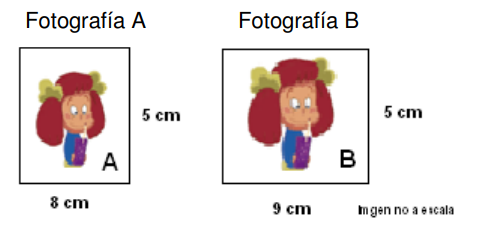 Fotografía A
Fotografía B
5 cm
A
8 cm
5 cm
B
9 cm
Imgen no a escala